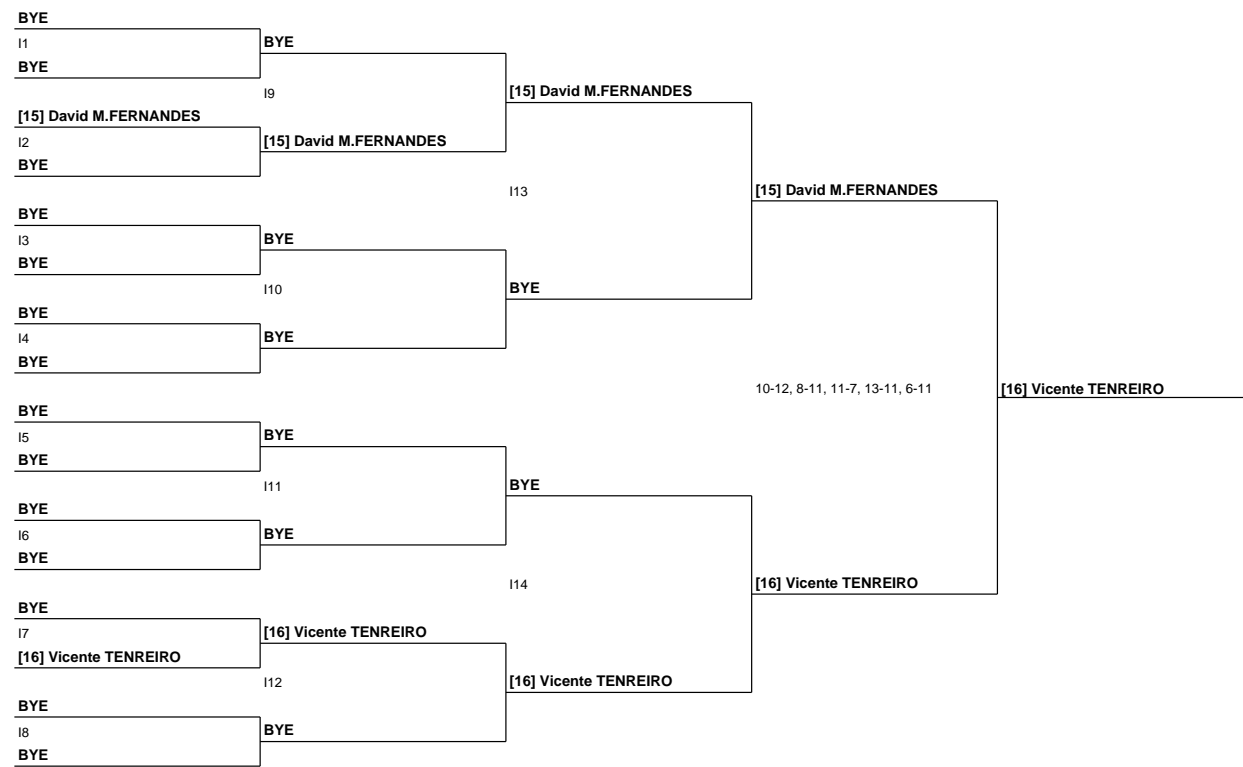 BYE
I1
BYE
BYE
I9
[15] David M.FERNANDES
[15] David M.FERNANDES
I2
[15] David M.FERNANDES
BYE
I13
[15] David M.FERNANDES
BYE
I3
BYE
BYE
I10
BYE
BYE
I4
BYE
BYE
10-12, 8-11, 11-7, 13-11, 6-11
[16] Vicente TENREIRO
BYE
I5
BYE
BYE
I11
BYE
BYE
I6
BYE
BYE
I14
[16] Vicente TENREIRO
BYE
I7
[16] Vicente TENREIRO
[16] Vicente TENREIRO
I12
[16] Vicente TENREIRO
BYE
I8
BYE
BYE